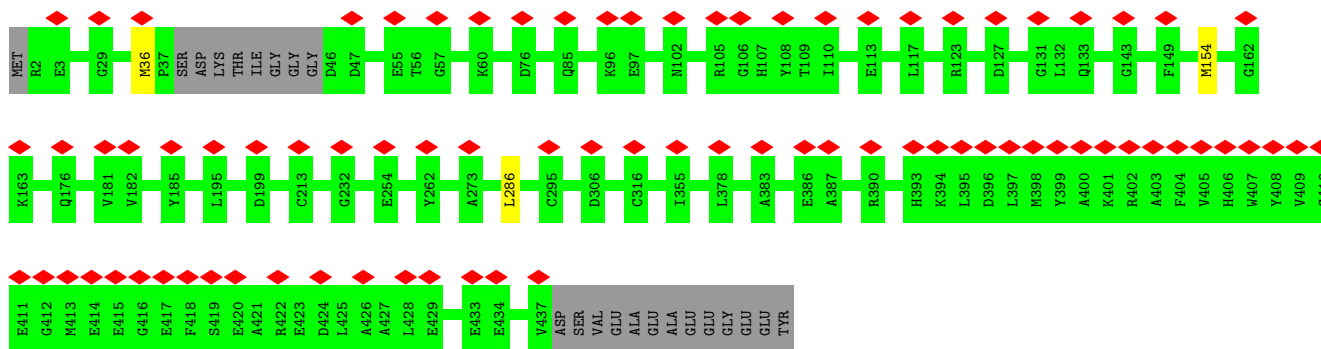 MET R2 E3 G29 M36 P37 SER ASP LYS THR ILE GLY GLY GLY D46 D47 E55 T56 G57 K60 D76 Q85 K96 E97 N102 R105 G106 H107 Y108 T109 I110 E113 L117 R123 D127 G131 L132 Q133 G143 F149 M154 G162
K163 Q176 V181 V182 Y185 L195 D199 C213 G232 E254 Y262 A273 L286 C295 D306 C316 I355 L378 A383 E386 A387 R390 H393 K394 L395 D396 L397 M398 Y399 A400 K401 R402 A403 F404 V405 H406 W407 Y408 V409
E411 G412 M413 E414 E415 G416 E417 F418 S419 E420 A421 R422 E423 D424 L425 A426 A427 L428 E429 E433 E434 V437 ASP SER VAL GLU ALA GLU ALA GLU GLU GLY GLU GLU TYR